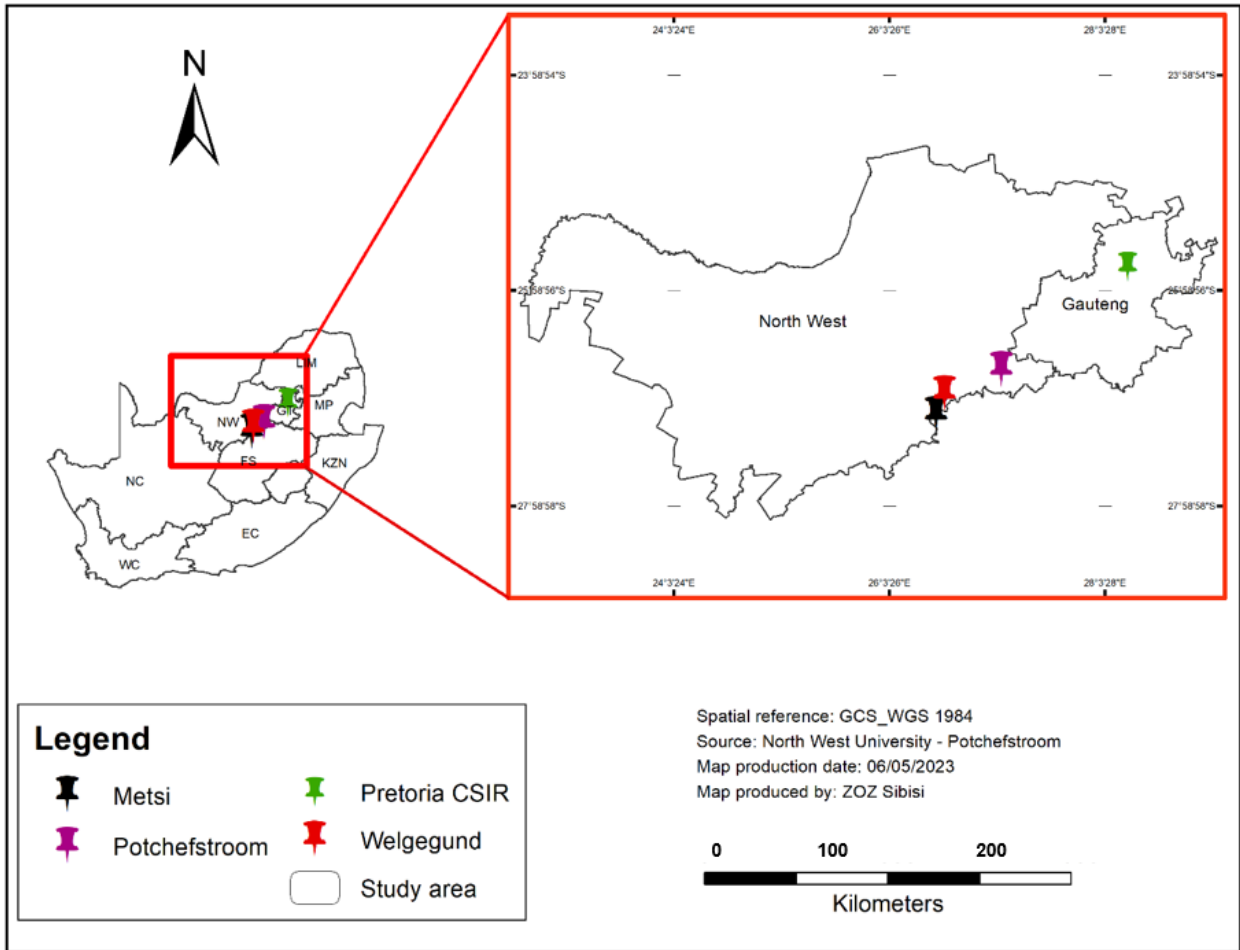 N
24°3'24"E 26°3'26"E 28°3'28"E
23°58'54"S 23°58'54"S
25°58'56"S 25°58'56"S
North West
Gauteng
27°58'58"S 27°58'58"S
24°3'24"E 26°3'26"E 28°3'28"E
LIM
NW
MP
FS
KZN
NC
EC
WC
Legend
Metsi
Potchefstroom
Pretoria CSIR
Welgegund
Study area
Spatial reference: GCS_WGS 1984
Source: North West University - Potchefstroom
Map production date: 06/05/2023
Map produced by: ZOZ Sibisi
0 100 200
Kilometers